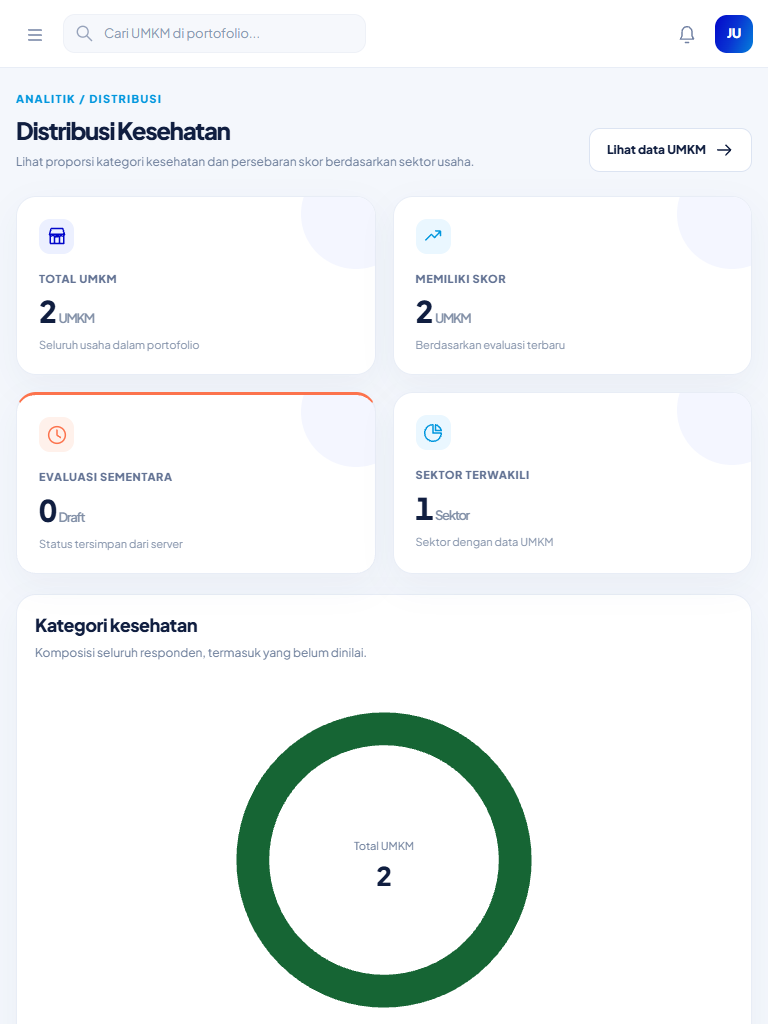 Cari UMKM di portofolio...
JU
ANALITIK / DISTRIBUSI
Distribusi Kesehatan
Lihat proporsi kategori kesehatan dan persebaran skor berdasarkan sektor usaha.
Lihat data UMKM
TOTAL UMKM
2 UMKM
Seluruh usaha dalam portofolio
MEMILIKI SKOR
2 UMKM
Berdasarkan evaluasi terbaru
EVALUASI SEMENTARA
0 Draft
Status tersimpan dari server
SEKTOR TERWAKILI
1 Sektor
Sektor dengan data UMKM
Kategori kesehatan
Komposisi seluruh responden, termasuk yang belum dinilai.
Total UMKM
2